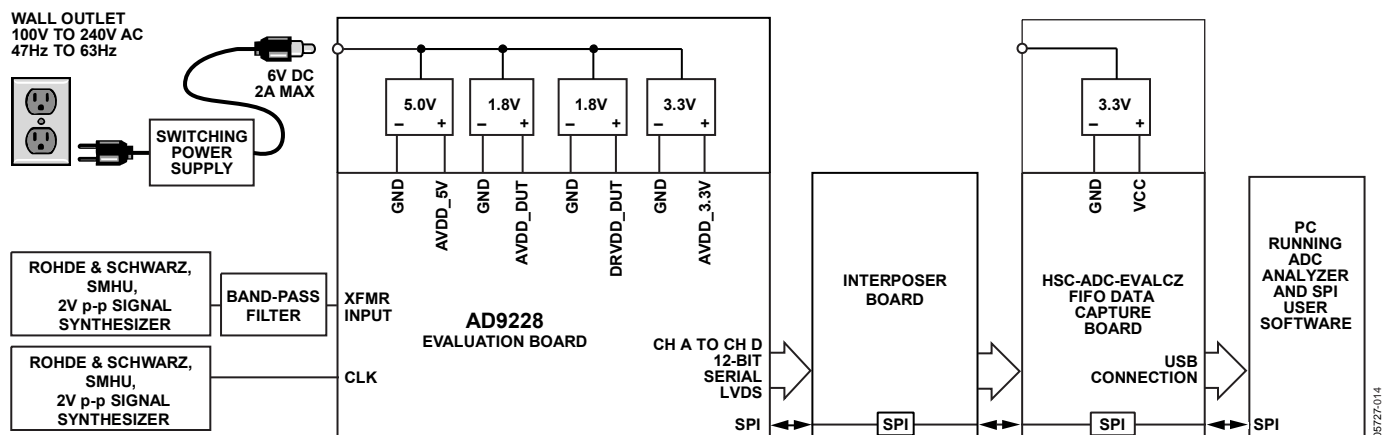 WALL OUTLET
100V TO 240V AC
47Hz TO 63Hz
6V DC
2A MAX
SWITCHING
POWER
SUPPLY
5.0V
– +
1.8V
– +
1.8V
– +
3.3V
– +
GND
AVDD_5V
GND
AVDD_DUT
GND
DRVDD_DUT
GND
AVDD_3.3V
3.3V
– +
GND
VCC
ROHDE & SCHWARZ,
SMHU,
2V p-p SIGNAL
SYNTHESIZER
BAND-PASS
FILTER
XFMR
INPUT
ROHDE & SCHWARZ,
SMHU,
2V p-p SIGNAL
SYNTHESIZER
CLK
AD9228
EVALUATION BOARD
CH A TO CH D
12-BIT
SERIAL
LVDS
SPI
INTERPOSER
BOARD
SPI
HSC-ADC-EVALCZ
FIFO DATA
CAPTURE
BOARD
USB
CONNECTION
SPI
PC
RUNNING
ADC
ANALYZER
AND SPI
USER
SOFTWARE
SPI
05727-014